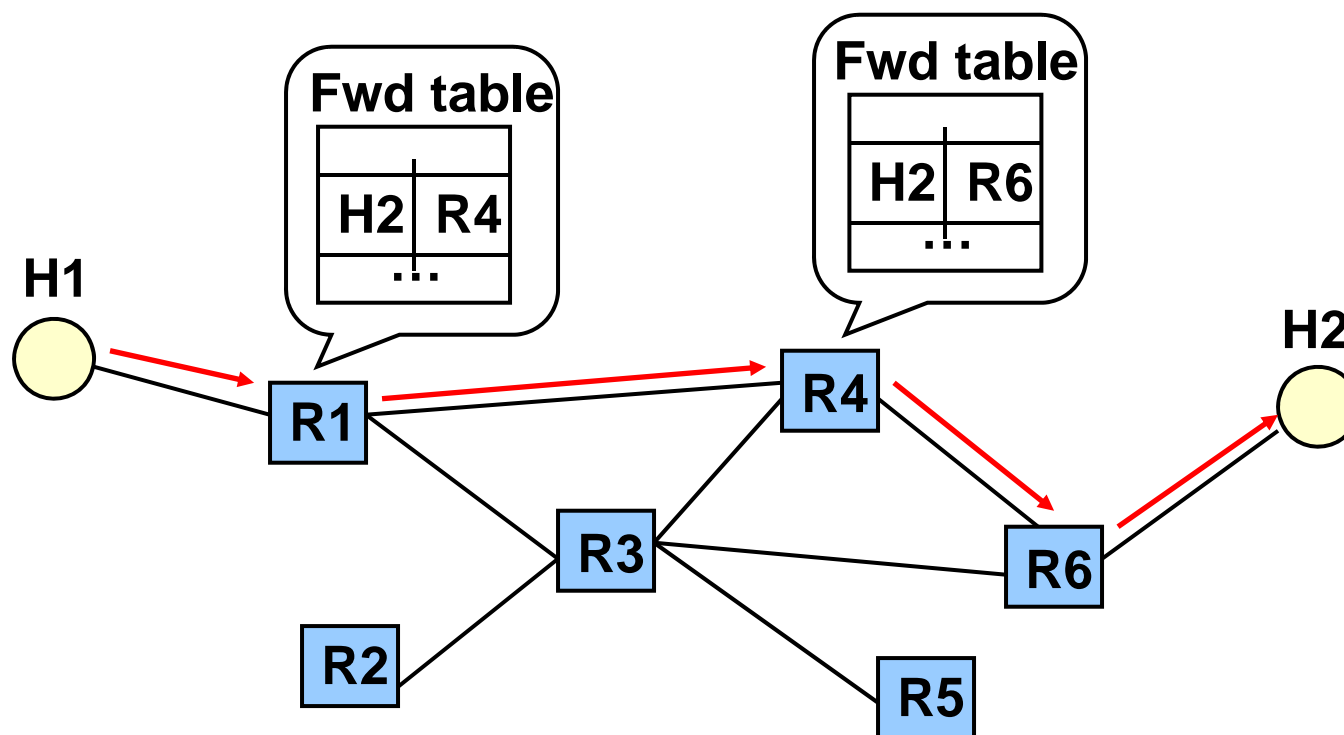 Fwd table
H2 R4
...
Fwd table
H2 R6
...
H1
H2
R1
R4
R3
R6
R2
R5